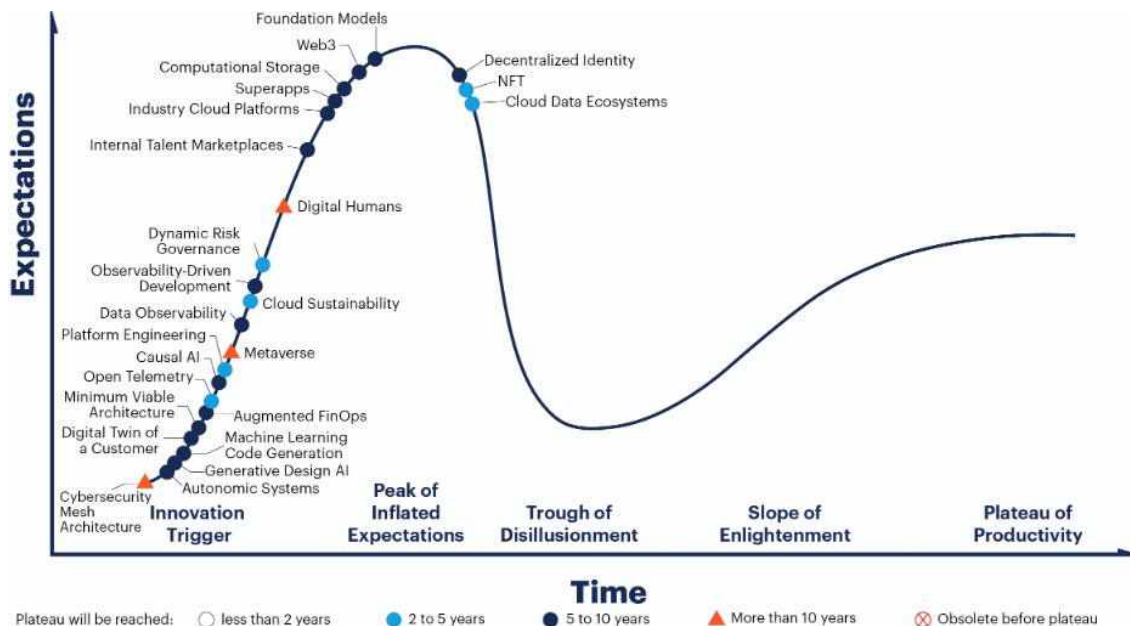 Foundation Models
Web3
Computational Storage
Superapps
Industry Cloud Platforms
Internal Talent Marketplaces
Decentralized Identity
NFT
Cloud Data Ecosystems
Digital Humans
Dynamic Risk
Governance
Observability-Driven
Development
Cloud Sustainability
Data Observability
Platform Engineering
Metaverse
Causal AI
Open Telemetry
Minimum Viable
Architecture
Augmented FinOps
Digital Twin of
a Customer
Machine Learning
Code Generation
Generative Design AI
Autonomic Systems
Cybersecurity
Mesh
Architecture
Expectations
Innovation
Trigger
Peak of
Inflated
Expectations
Trough of
Disillusionment
Slope of
Enlightenment
Plateau of
Productivity
Time
Plateau will be reached: less than 2 years 2 to 5 years 5 to 10 years More than 10 years Obsolete before plateau